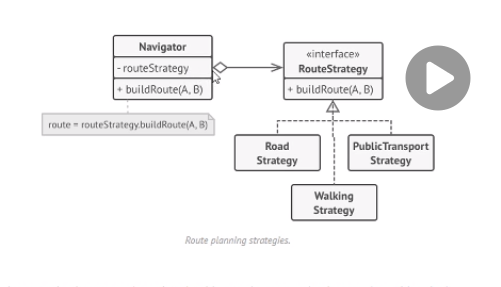 Navigator
- routeStrategy
+ buildRoute(A, B)
«interface»
RouteStrategy
+ buildRoute(A, B)
route = routeStrategy.buildRoute(A, B)
Road
Strategy
PublicTransport
Strategy
Walking
Strategy
Route planning strategies.